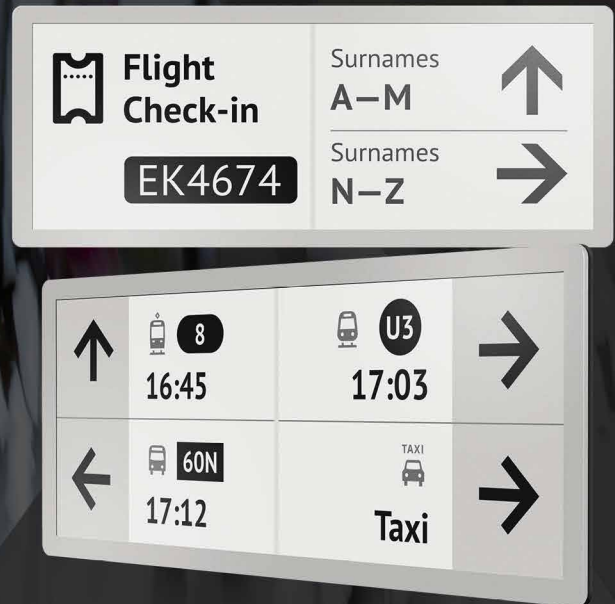 Flight
Check-in
EK4674
Surnames
A–M
Surnames
N–Z
8
16:45
U3
17:03
60N
17:12
TAXI
Taxi